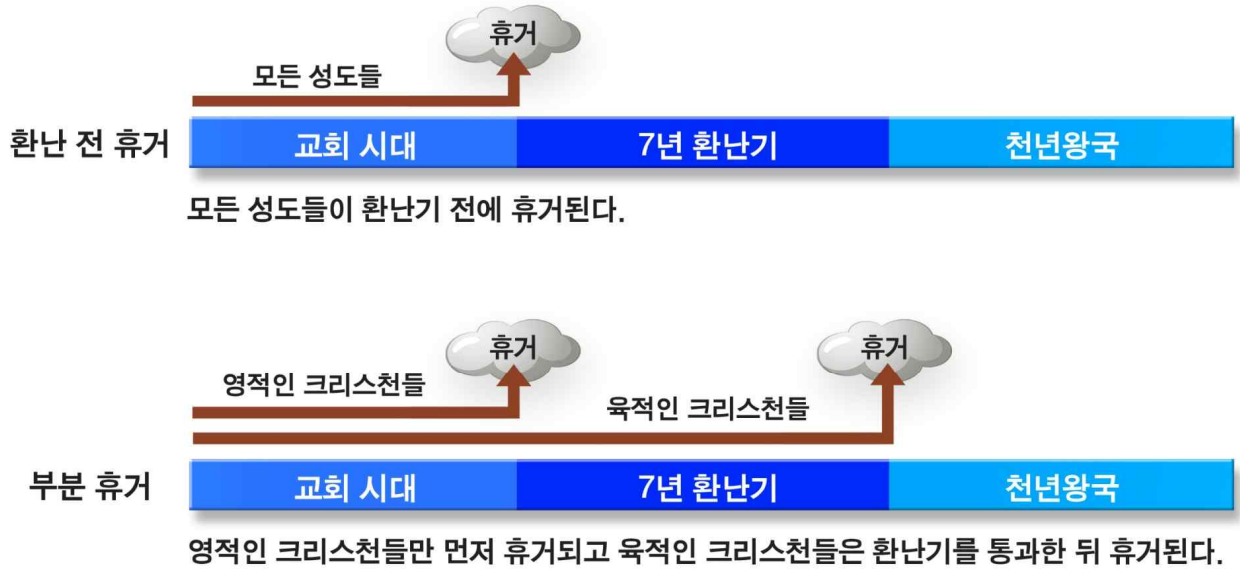 휴거
모든 성도들
환난 전 휴거 교회 시대 7년 환난기 천년왕국
모든 성도들이 환난기 전에 휴거된다.
휴거 휴거
영적인 크리스천들
육적인 크리스천들
부분 휴거 교회 시대 7년 환난기 천년왕국
영적인 크리스천들만 먼저 휴거되고 육적인 크리스천들은 환난기를 통과한 뒤 휴거된다.